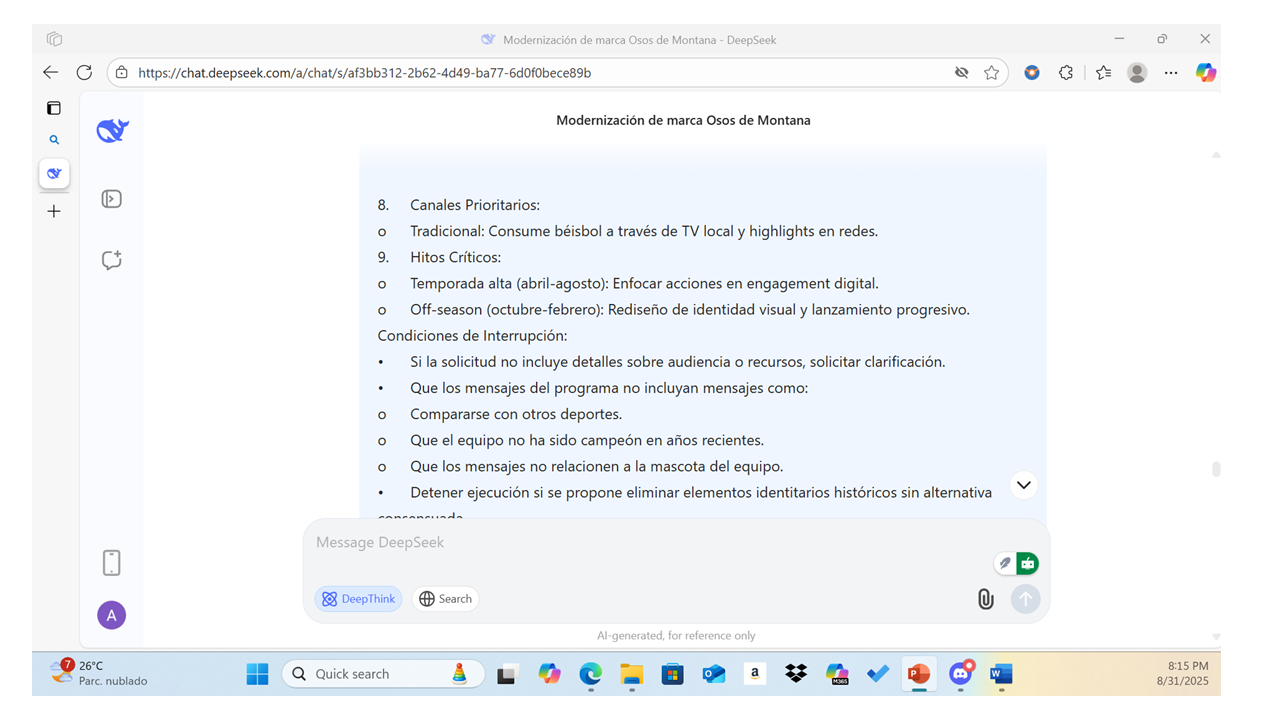 Modernización de marca Osos de Montana - DeepSeek
https://chat.deepseek.com/a/chat/s/af3bb312-2b62-4d49-ba77-6d0f0bece89b
Modernización de marca Osos de Montana
8. Canales Prioritarios:
o Tradicional: Consume béisbol a través de TV local y highlights en redes.
9. Hitos Críticos:
o Temporada alta (abril-agosto): Enfocar acciones en engagement digital.
o Off-season (octubre-febrero): Rediseño de identidad visual y lanzamiento progresivo.
Condiciones de Interrupción:
• Si la solicitud no incluye detalles sobre audiencia o recursos, solicitar clarificación.
• Que los mensajes del programa no incluyan mensajes como:
o Compararse con otros deportes.
o Que el equipo no ha sido campeón en años recientes.
o Que los mensajes no relacionen a la mascota del equipo.
• Detener ejecución si se propone eliminar elementos identitarios históricos sin alternativa
consensuada
Message DeepSeek
DeepThink
Search
A
AI-generated, for reference only
7
26°C
Parc. nublado
Quick search
a
M365
P
W
8:15 PM
8/31/2025